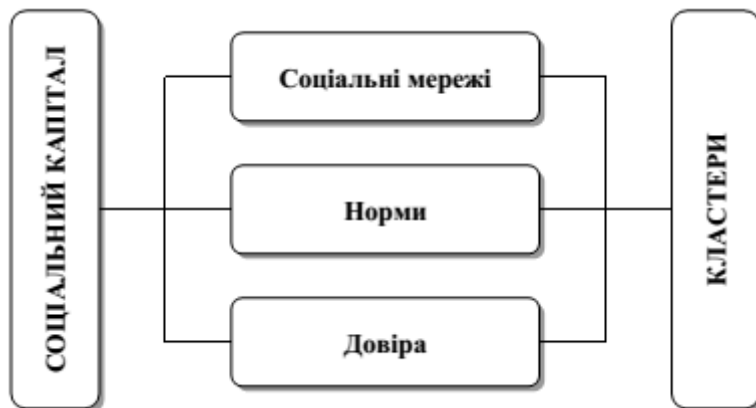 СОЦІАЛЬНИЙ КАПІТАЛ
Соціальні мережі
Норми
Довіра
КЛАСТЕРИ